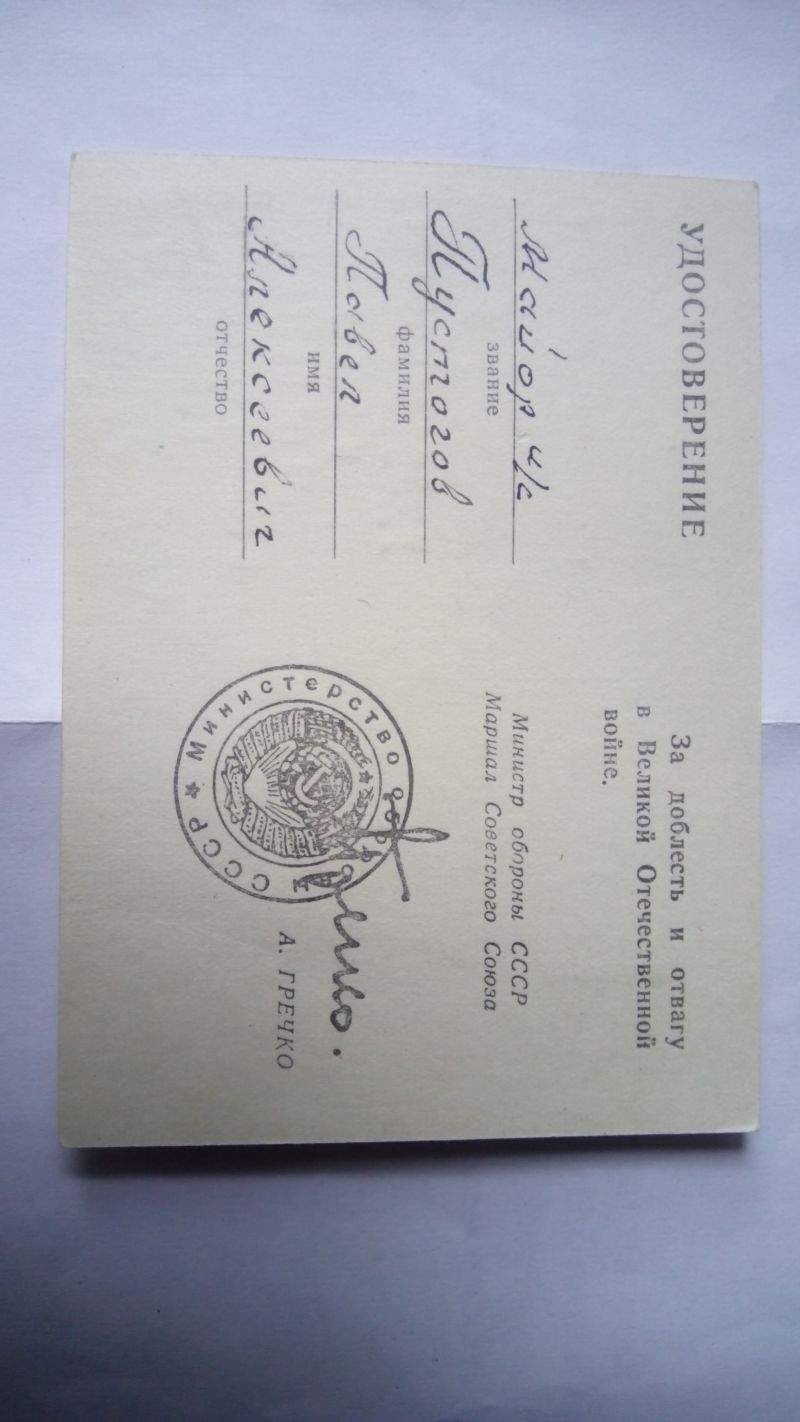 УДОСТОВЕРЕНИЕ
Майор и/с
звание
Пустогов
фамилия
Павел
имя
Алексеевич
отчество
За доблесть и отвагу
в Великой Отечественной
войне.
Министр обороны СССР
Маршал Советского Союза
А. ГРЕЧКО
Министерство обороны СССР